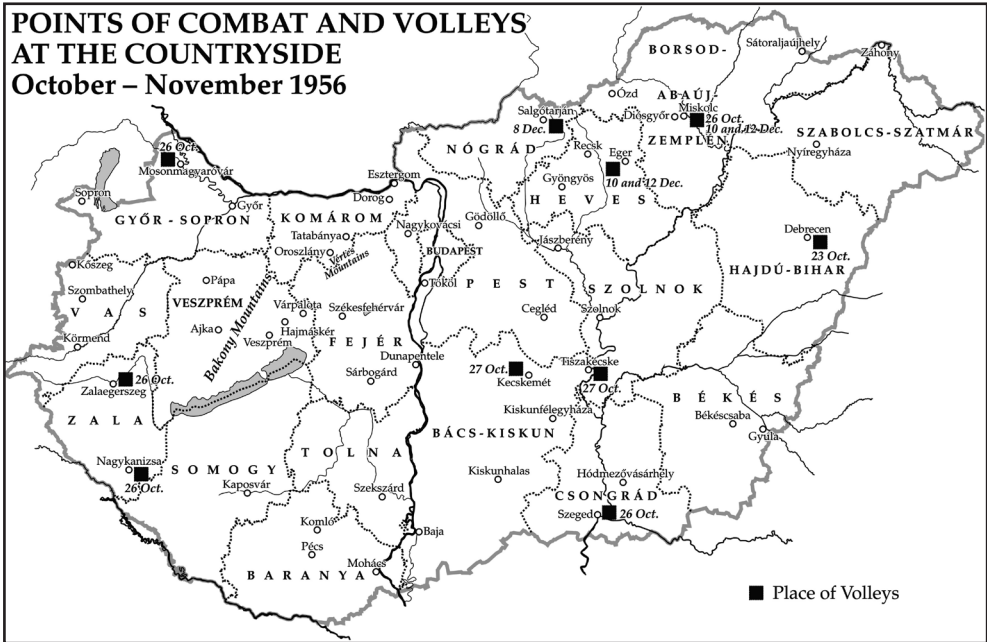 POINTS OF COMBAT AND VOLLEYS
AT THE COUNTRYSIDE
October – November 1956
BORSOD-
ABAÚJ-
ZEMPLÉN
Sátoraljaújhely
Záhony
Ózd
Diósgyőr
Miskolc
26 Oct.
10 and 12 Dec.
SZABOLCS-SZATMÁR
Nyíregyháza
Salgótarján
8 Dec.
NÓGRÁD
Recsk
Eger
10 and 12 Dec.
Gyöngyös
HEVES
26 Oct.
Mosonmagyaróvár
Sopron
Győr
GYŐR - SOPRON
Esztergom
Dorog
KOMÁROM
Tatabánya
Oroszlány
Vértes
Mountains
Nagykovácsi
Gödöllő
BUDAPEST
Jászberény
Debrecen
23 Oct.
HAJDÚ-BIHAR
Kőszeg
Szombathely
VAS
Körmend
Pápa
VESZPRÉM
Ajka
Bakony Mountains
Várpalota
Hajmáskér
Veszprém
Székesfehérvár
FEJÉR
Dunapentele
Sárbogárd
Tököl
PEST
Cegléd
SZOLNOK
Szolnok
26 Oct.
Zalaegerszeg
ZALA
Nagykanizsa
26 Oct.
SOMOGY
Kaposvár
TOLNA
Szekszárd
27 Oct.
Kecskemét
Tiszakécske
27 Oct.
Kiskunfélegyháza
BÁCS-KISKUN
Kiskunhalas
BÉKÉS
Békéscsaba
Gyula
Hódmezővásárhely
CSONGRÁD
Szeged
26 Oct.
Komló
Pécs
Mohács
BARANYA
Baja
Place of Volleys